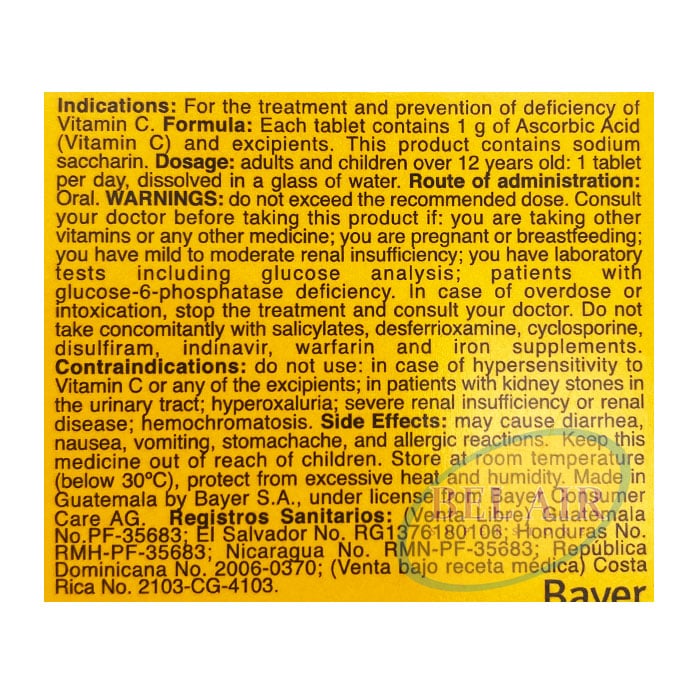 Indications: For the treatment and prevention of deficiency of
Vitamin C. Formula: Each tablet contains 1 g of Ascorbic Acid
(Vitamin C) and excipients. This product contains sodium
saccharin. Dosage: adults and children over 12 years old: 1 tablet
per day, dissolved in a glass of water. Route of administration:
Oral. WARNINGS: do not exceed the recommended dose. Consult
your doctor before taking this product if: you are taking other
vitamins or any other medicine; you are pregnant or breastfeeding;
you have mild to moderate renal insufficiency; you have laboratory
tests including glucose analysis; patients with
glucose-6-phosphatase deficiency. In case of overdose or
intoxication, stop the treatment and consult your doctor. Do not
take concomitantly with salicylates, desferrioxamine, cyclosporine,
disulfiram, indinavir, warfarin and iron supplements.
Contraindications: do not use: in case of hypersensitivity to
Vitamin C or any of the excipients; in patients with kidney stones in
the urinary tract; hyperoxaluria; severe renal insufficiency or renal
disease; hemochromatosis. Side Effects: may cause diarrhea,
nausea, vomiting, stomachache, and allergic reactions. Keep this
medicine out of reach of children. Store at room temperature
(below 30ºC), protect from excessive heat and humidity. Made in
Guatemala by Bayer S.A., under license from Bayer Consumer
Care AG. Registros Sanitarios: (Venta Libre) Guatemala
No.PF-35683; El Salvador No. RG1376180106; Honduras No.
RMH-PF-35683; Nicaragua No. RMN-PF-35683; República
Dominicana No. 2006-0370; (Venta bajo receta médica) Costa
Rica No. 2103-CG-4103.
Bayer
BEL AIR